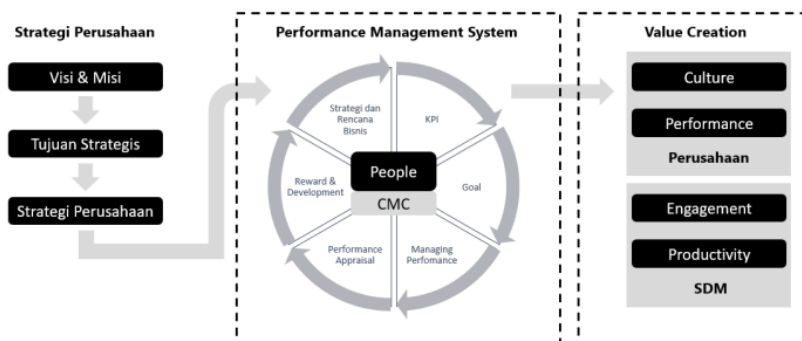 Strategi Perusahaan
Visi & Misi
Tujuan Strategis
Strategi Perusahaan
Performance Management System
Strategi dan
Rencana
Bisnis
KPI
Goal
Managing
Perfomance
Performance
Appraisal
Reward &
Development
People
CMC
Value Creation
Culture
Performance
Perusahaan
Engagement
Productivity
SDM